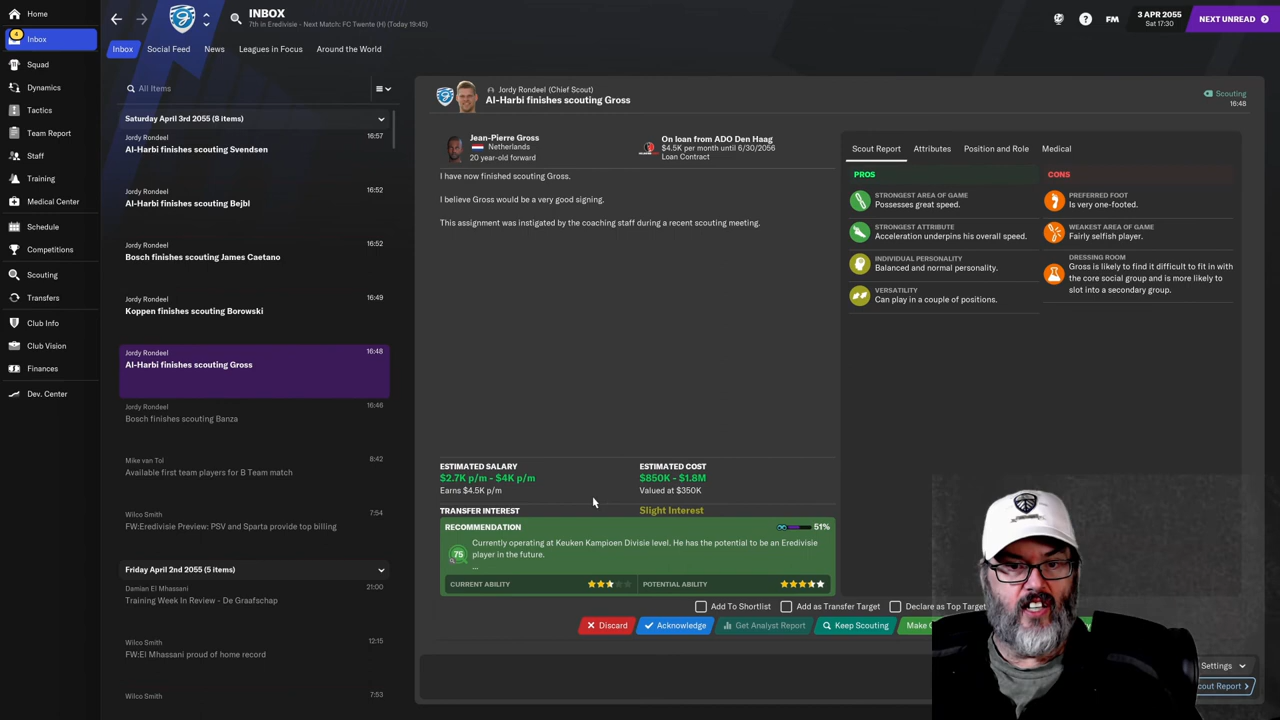 Home
INBOX
7th in Eredivisie - Next Match: FC Twente (H) (Today 19:45)
FM
3 APR 2055
Sat 17:30
NEXT UNREAD
4
Inbox
Squad
Dynamics
Tactics
Team Report
Staff
Training
Medical Center
Schedule
Competitions
Scouting
Transfers
Club Info
Club Vision
Finances
Dev. Center
Inbox
Social Feed
News
Leagues in Focus
Around the World
All Items
Saturday April 3rd 2055 (8 items)
Jordy Rondeel
16:57
Al-Harbi finishes scouting Svendsen
Jordy Rondeel
16:52
Al-Harbi finishes scouting Bejbl
Jordy Rondeel
16:52
Bosch finishes scouting James Caetano
Jordy Rondeel
16:49
Koppen finishes scouting Borowski
Jordy Rondeel
16:48
Al-Harbi finishes scouting Gross
Jordy Rondeel
16:46
Bosch finishes scouting Banza
Mike van Tol
8:42
Available first team players for B Team match
Wilco Smith
7:54
FW:Eredivisie Preview: PSV and Sparta provide top billing
Friday April 2nd 2055 (5 items)
Damian El Mhassani
21:00
Training Week In Review - De Graafschap
Wilco Smith
12:15
FW:El Mhassani proud of home record
Wilco Smith
7:53
Jordy Rondeel (Chief Scout)
Al-Harbi finishes scouting Gross
Scouting
16:48
Jean-Pierre Gross
Netherlands
20 year-old forward
On loan from ADO Den Haag
$4.5K per month until 6/30/2056
Loan Contract
I have now finished scouting Gross.
I believe Gross would be a very good signing.
This assignment was instigated by the coaching staff during a recent scouting meeting.
ESTIMATED SALARY
$2.7K p/m - $4K p/m
Earns $4.5K p/m
ESTIMATED COST
$850K - $1.8M
Valued at $350K
TRANSFER INTEREST
Slight Interest
RECOMMENDATION
51%
75
Currently operating at Keuken Kampioen Divisie level. He has the potential to be an Eredivisie
player in the future.
...
CURRENT ABILITY
POTENTIAL ABILITY
Scout Report
Attributes
Position and Role
Medical
PROS
STRONGEST AREA OF GAME
Possesses great speed.
STRONGEST ATTRIBUTE
Acceleration underpins his overall speed.
INDIVIDUAL PERSONALITY
Balanced and normal personality.
VERSATILITY
Can play in a couple of positions.
CONS
PREFERRED FOOT
Is very one-footed.
WEAKEST AREA OF GAME
Fairly selfish player.
DRESSING ROOM
Gross is likely to find it difficult to fit in with
the core social group and is more likely to
slot into a secondary group.
Add To Shortlist
Add as Transfer Target
Declare as Top Target
Discard
Acknowledge
Get Analyst Report
Keep Scouting
Make
Settings
Scout Report